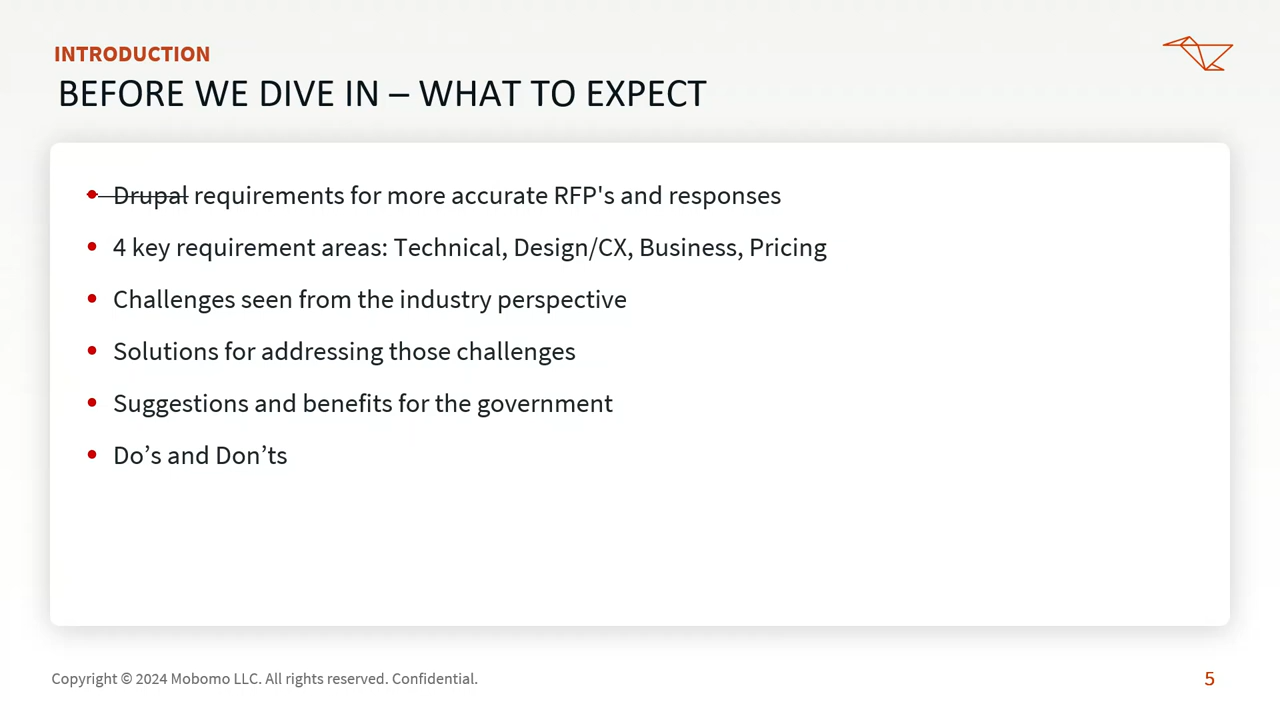 INTRODUCTION
BEFORE WE DIVE IN – WHAT TO EXPECT
• Drupal requirements for more accurate RFP's and responses
• 4 key requirement areas: Technical, Design/CX, Business, Pricing
• Challenges seen from the industry perspective
• Solutions for addressing those challenges
• Suggestions and benefits for the government
• Do’s and Don’ts
Copyright © 2024 Mobomo LLC. All rights reserved. Confidential.
5